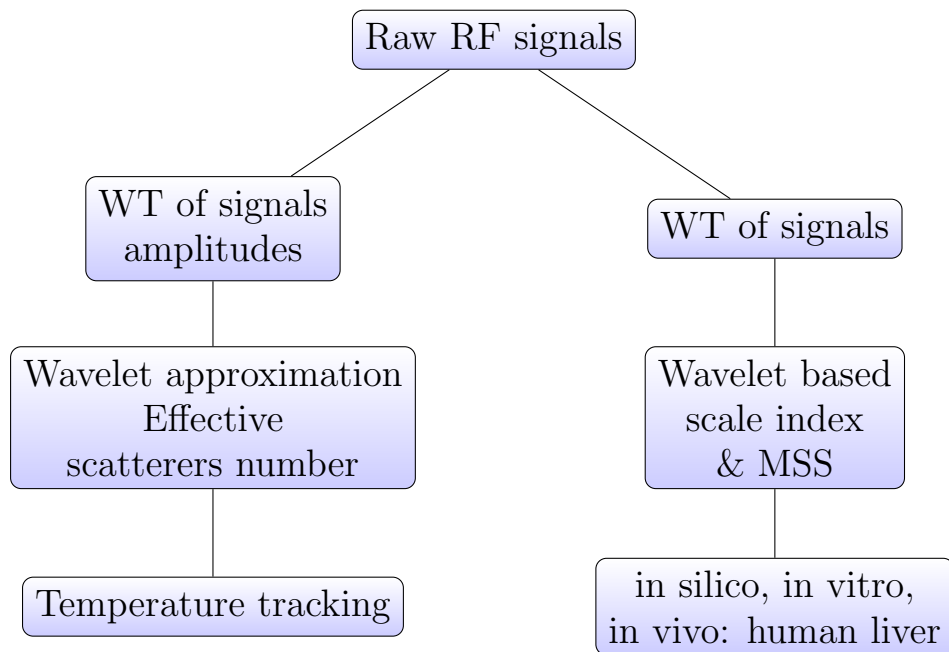 Raw RF signals
WT of signals
amplitudes
WT of signals
Wavelet approximation
Effective
scatterers number
Wavelet based
scale index
& MSS
Temperature tracking
in silico, in vitro,
in vivo: human liver